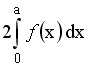 2∫₀ᵃ f(x) dx